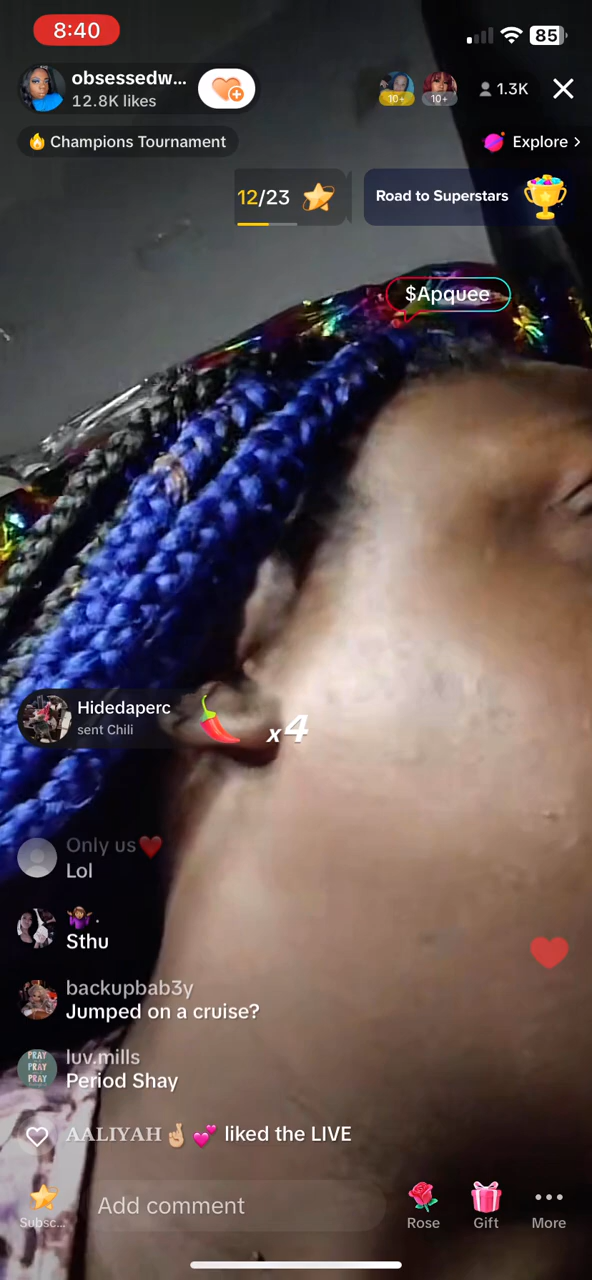 8:40
85
obsessedw...
12.8K likes
10+
10+
1.3K
Champions Tournament
Explore >
12/23
Road to Superstars
$Apquee
Hidedaperc
sent Chili
x4
Only us❤️
Lol
🤷🏽‍♀️ .
Sthu
backupbab3y
Jumped on a cruise?
PRAY
PRAY
PRAY
luv.mills
Period Shay
AALIYAH🤞🏼💕 liked the LIVE
Subsc...
Add comment
Rose
Gift
More